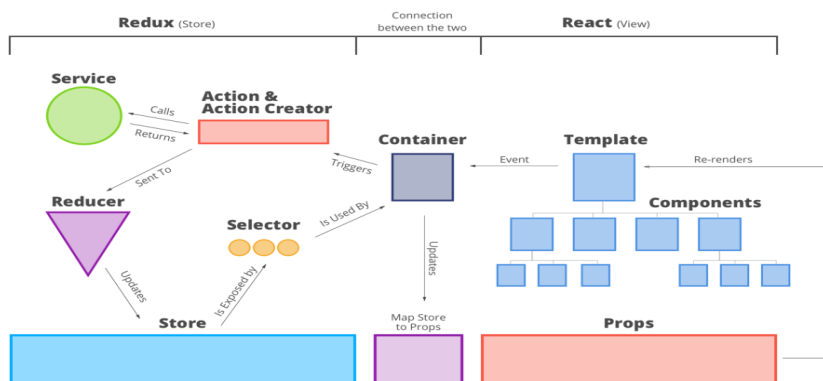 Redux (Store)
Connection
between the two
React (View)
Service
Action &
Action Creator
Calls
Returns
Container
Template
Triggers
Event
Re-renders
Sent To
Reducer
Components
Selector
Is Used By
Updates
Updates
Is Exposed by
Store
Map Store
to Props
Props